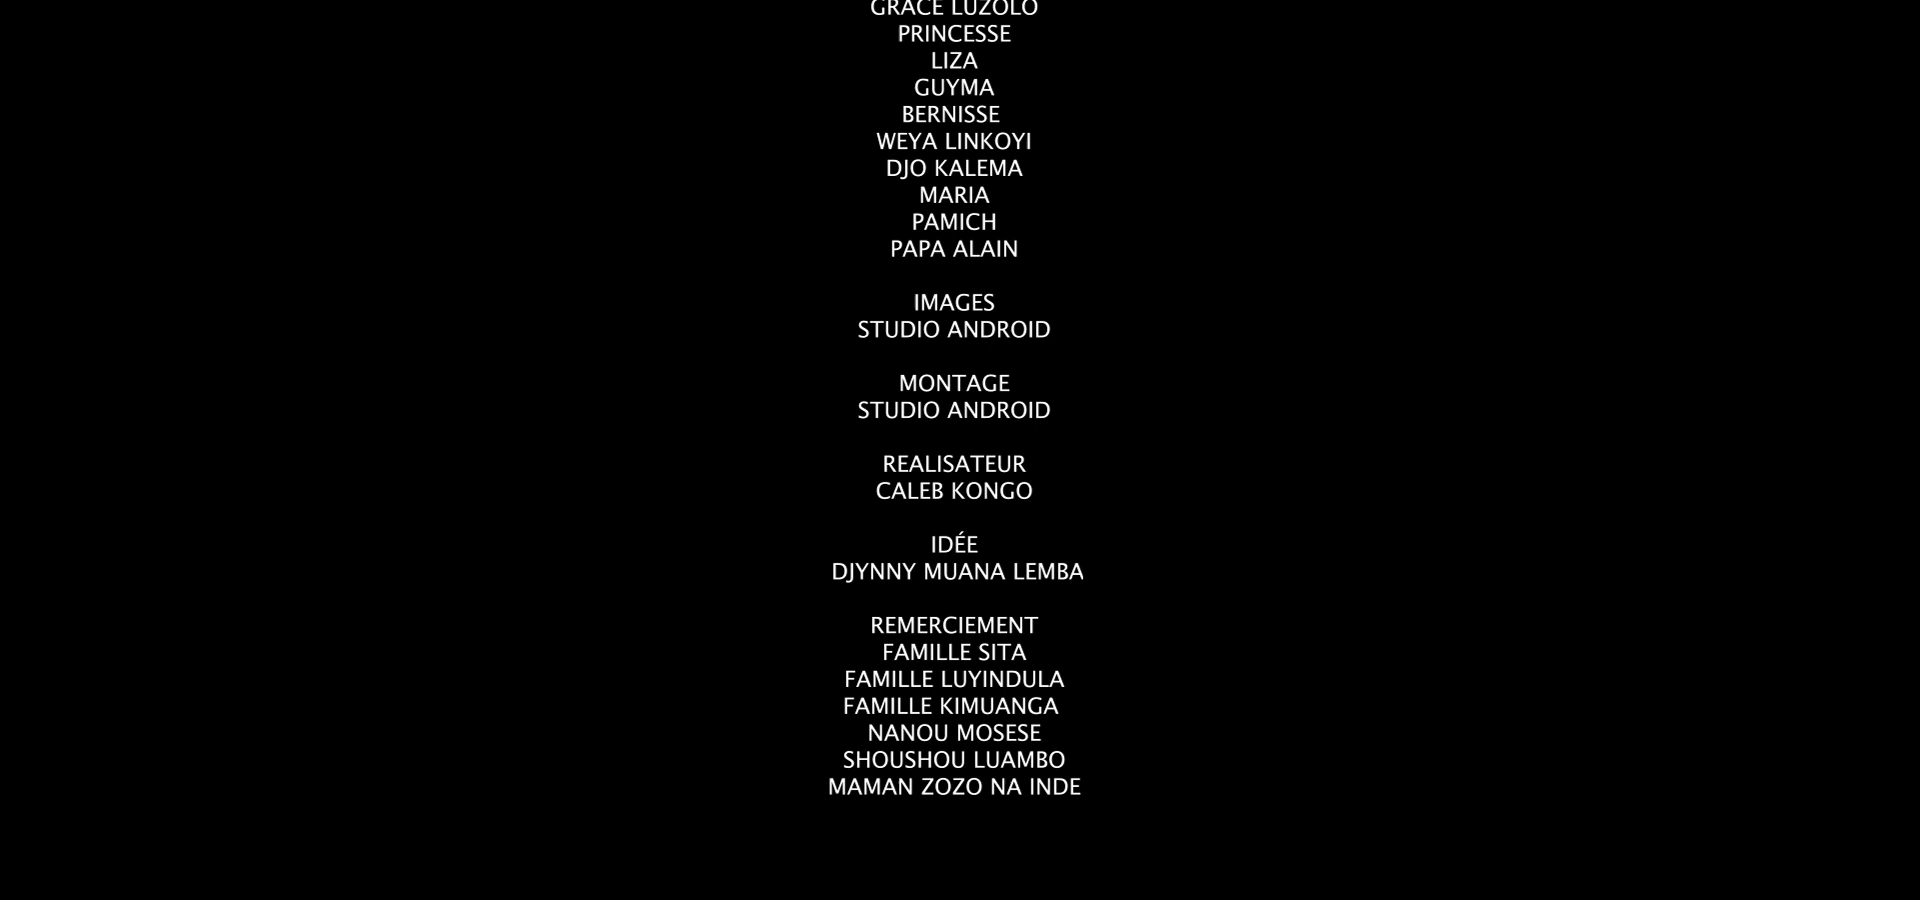 GRACE LUZOLO
PRINCESSE
LIZA
GUYMA
BERNISSE
WEYA LINKOYI
DJO KALEMA
MARIA
PAMICH
PAPA ALAIN
IMAGES
STUDIO ANDROID
MONTAGE
STUDIO ANDROID
REALISATEUR
CALEB KONGO
IDÉE
DJYNNY MUANA LEMBA
REMERCIEMENT
FAMILLE SITA
FAMILLE LUYINDULA
FAMILLE KIMUANGA
NANOU MOSESE
SHOUSHOU LUAMBO
MAMAN ZOZO NA INDE